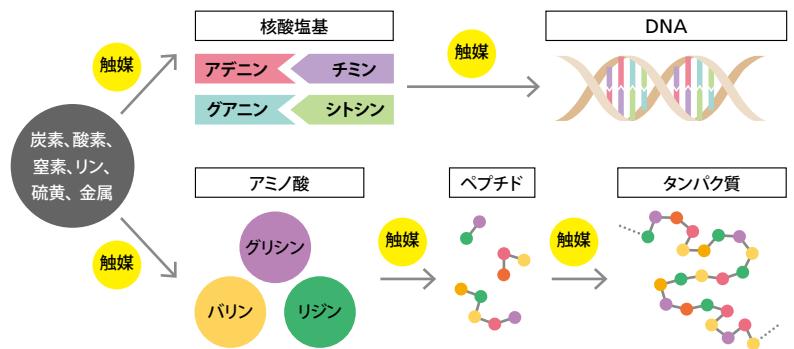 核酸塩基
DNA
触媒
アデニン
チミン
触媒
グアニン
シトシン
炭素、酸素、
窒素、リン、
硫黄、金属
アミノ酸
ペプチド
タンパク質
触媒
グリシン
触媒
触媒
バリン
リジン